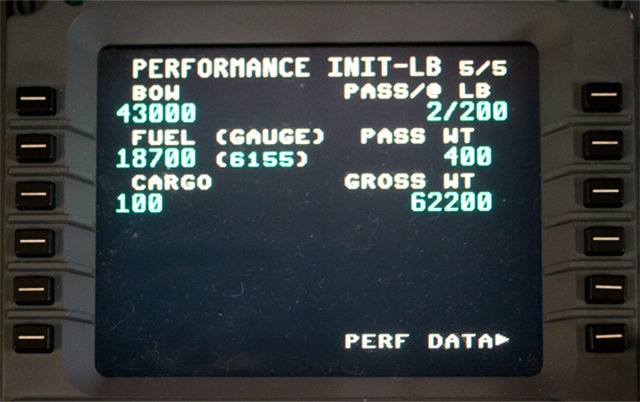 PERFORMANCE INIT-LB 5/5
BOW PASS/@ LB
43000 2/200
FUEL (GAUGE) PASS WT
18700 (6155) 400
CARGO GROSS WT
100 62200
PERF DATA▶